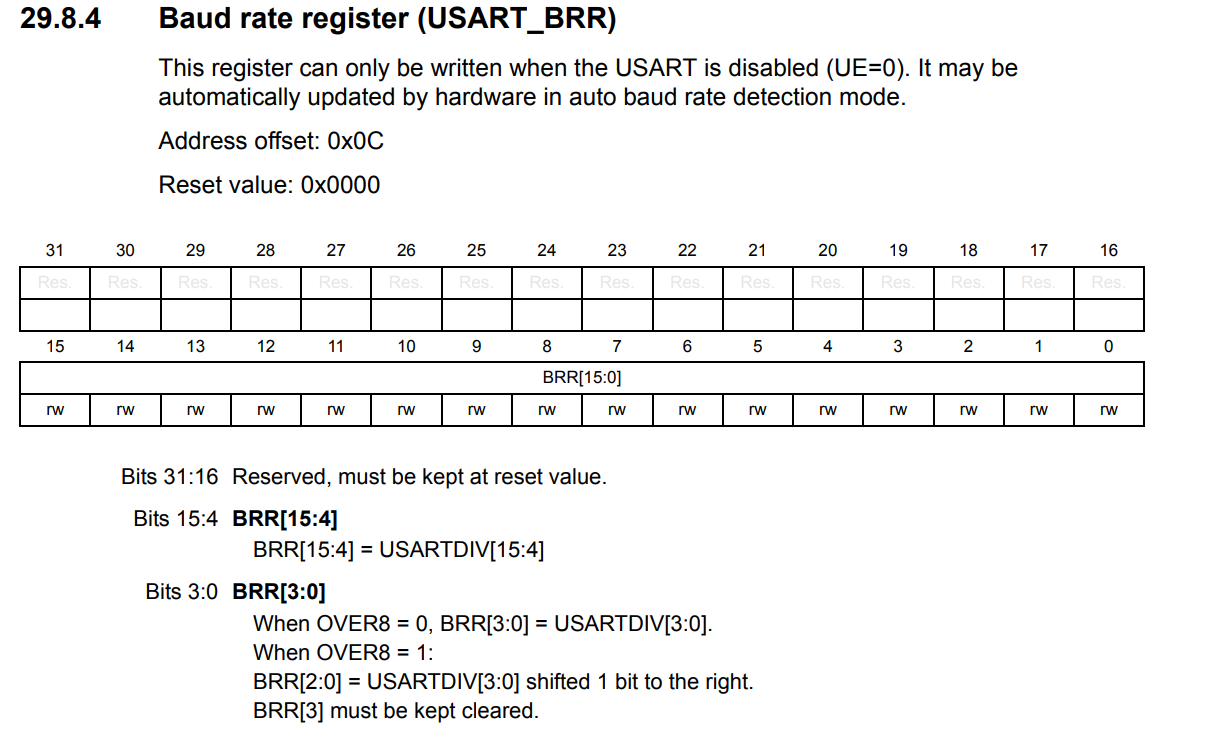 29.8.4 Baud rate register (USART_BRR)
This register can only be written when the USART is disabled (UE=0). It may be
automatically updated by hardware in auto baud rate detection mode.
Address offset: 0x0C
Reset value: 0x0000
31 30 29 28 27 26 25 24 23 22 21 20 19 18 17 16
Res. Res. Res. Res. Res. Res. Res. Res. Res. Res. Res. Res. Res. Res. Res. Res.
15 14 13 12 11 10 9 8 7 6 5 4 3 2 1 0
BRR[15:0]
rw rw rw rw rw rw rw rw rw rw rw rw rw rw rw rw
Bits 31:16 Reserved, must be kept at reset value.
Bits 15:4 BRR[15:4]
BRR[15:4] = USARTDIV[15:4]
Bits 3:0 BRR[3:0]
When OVER8 = 0, BRR[3:0] = USARTDIV[3:0].
When OVER8 = 1:
BRR[2:0] = USARTDIV[3:0] shifted 1 bit to the right.
BRR[3] must be kept cleared.